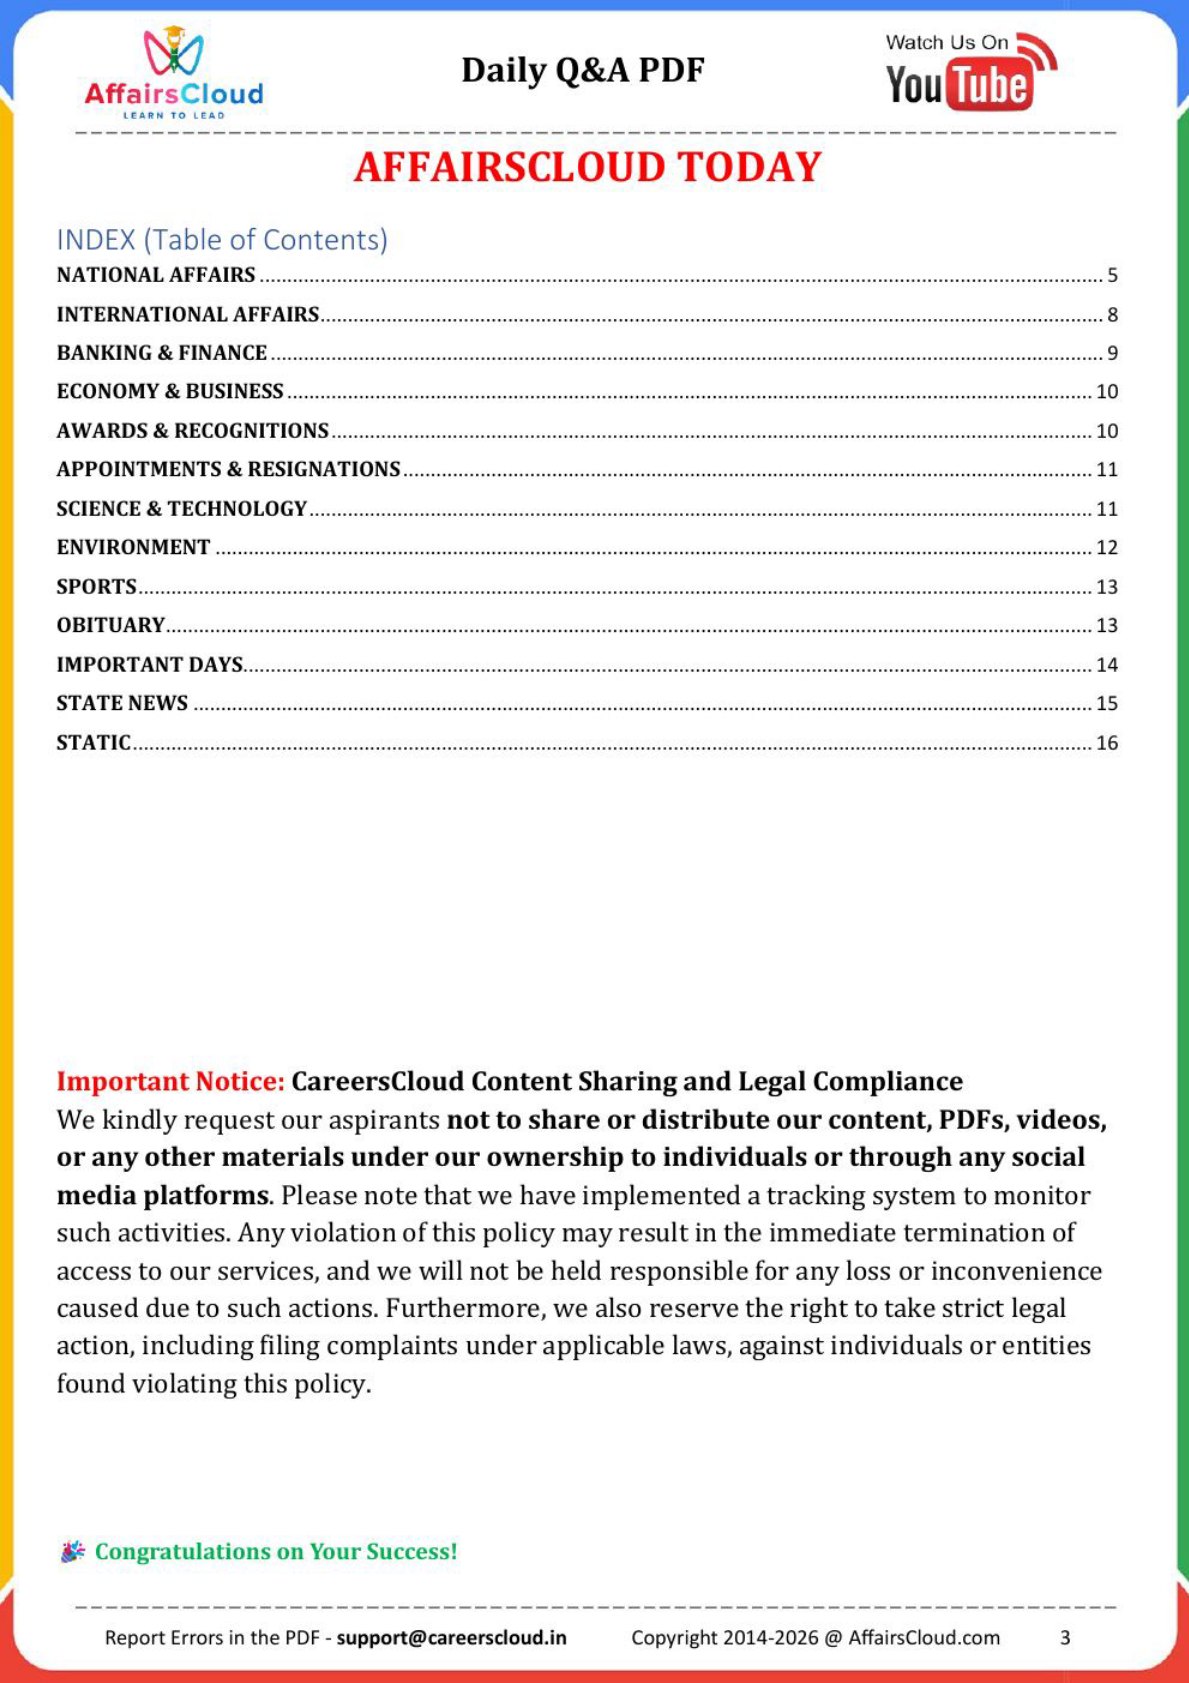 AffairsCloud
LEARN TO LEAD
Daily Q&A PDF
Watch Us On
YouTube
AFFAIRSCLOUD TODAY
INDEX (Table of Contents)
NATIONAL AFFAIRS ........ 5
INTERNATIONAL AFFAIRS ........ 8
BANKING & FINANCE ........ 9
ECONOMY & BUSINESS ........ 10
AWARDS & RECOGNITIONS ........ 10
APPOINTMENTS & RESIGNATIONS ........ 11
SCIENCE & TECHNOLOGY ........ 11
ENVIRONMENT ........ 12
SPORTS ........ 13
OBITUARY ........ 13
IMPORTANT DAYS ........ 14
STATE NEWS ........ 15
STATIC ........ 16
Important Notice: CareersCloud Content Sharing and Legal Compliance
We kindly request our aspirants not to share or distribute our content, PDFs, videos,
or any other materials under our ownership to individuals or through any social
media platforms. Please note that we have implemented a tracking system to monitor
such activities. Any violation of this policy may result in the immediate termination of
access to our services, and we will not be held responsible for any loss or inconvenience
caused due to such actions. Furthermore, we also reserve the right to take strict legal
action, including filing complaints under applicable laws, against individuals or entities
found violating this policy.
🎉 Congratulations on Your Success!
Report Errors in the PDF - support@careerscloud.in Copyright 2014-2026 @ AffairsCloud.com 3